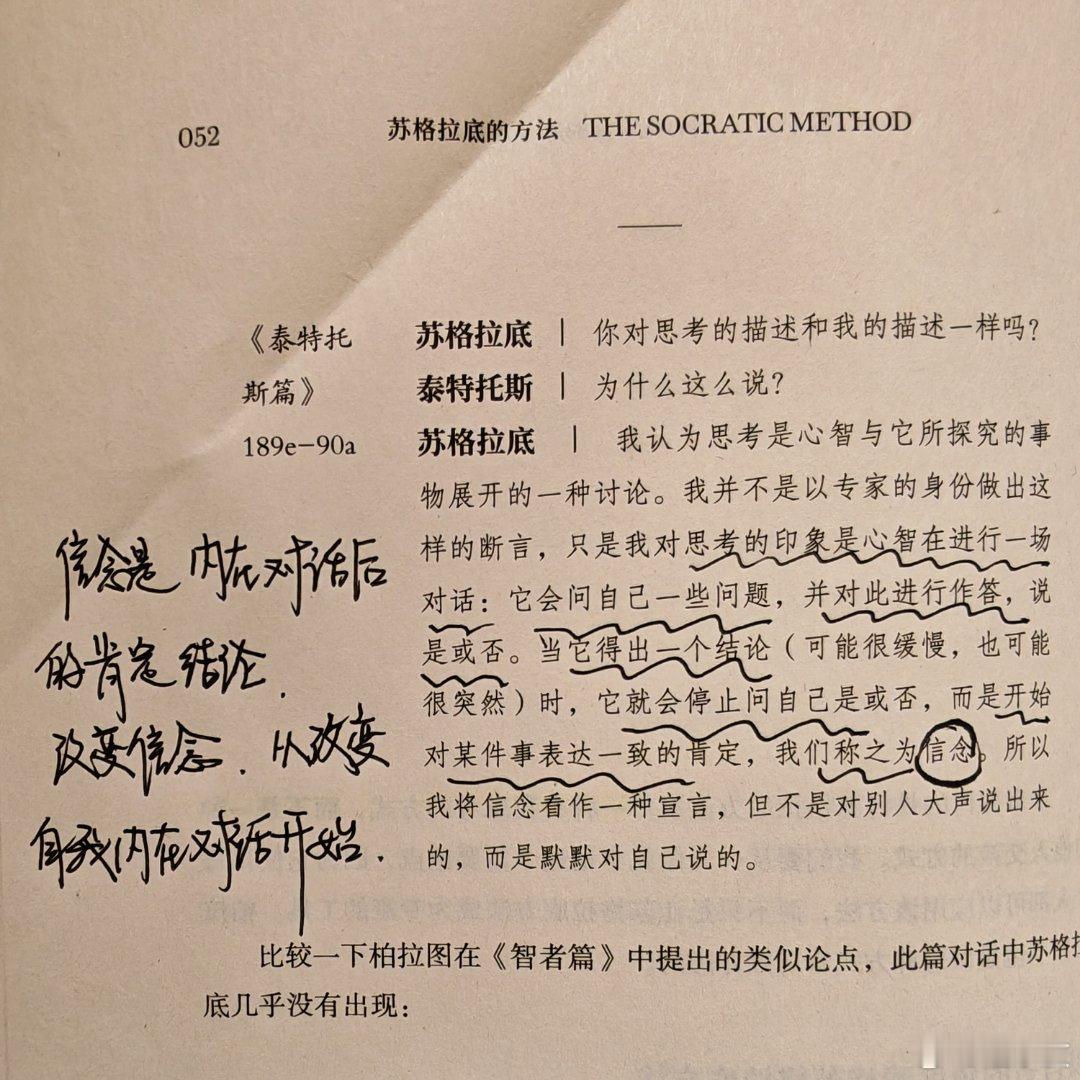 052
苏格拉底的方法 THE SOCRATIC METHOD
《泰特托
斯篇》
189e-90a
苏格拉底 | 你对思考的描述和我的描述一样吗？
泰特托斯 | 为什么这么说？
苏格拉底 | 我认为思考是心智与它所探究的事
物展开的一种讨论。我并不是以专家的身份做出这
样的断言，只是我对思考的印象是心智在进行一场
对话：它会问自己一些问题，并对此进行作答，说
是或否。当它得出一个结论（可能很缓慢，也可能
很突然）时，它就会停止问自己是或否，而是开始
对某件事表达一致的肯定，我们称之为信念。所以
我将信念看作一种宣言，但不是对别人大声说出来
的，而是默默对自己说的。
信念是 内在对话后
的肯定结论.
改变信念. 从改变
自我内在对话开始.
比较一下柏拉图在《智者篇》中提出的类似论点，此篇对话中苏格拉
底几乎没有出现：